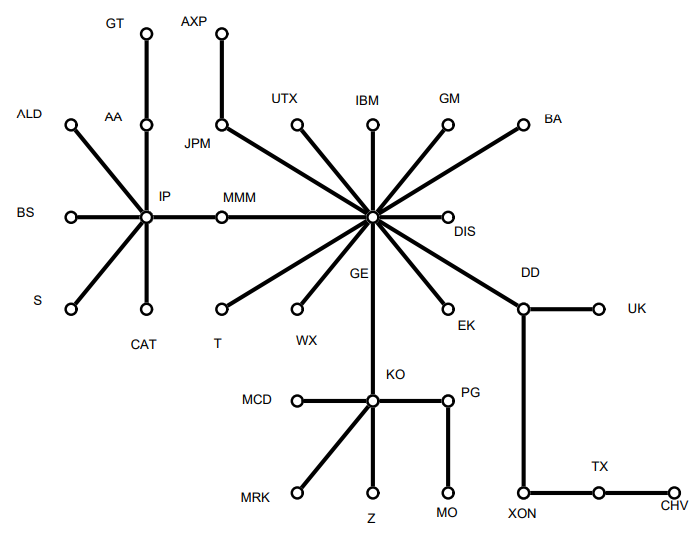 GT
AXP
UTX
IBM
GM
BA
ALD
AA
JPM
IP
MMM
BS
DIS
GE
DD
S
CAT
T
WX
EK
UK
KO
MCD
PG
MRK
Z
MO
XON
TX
CHV